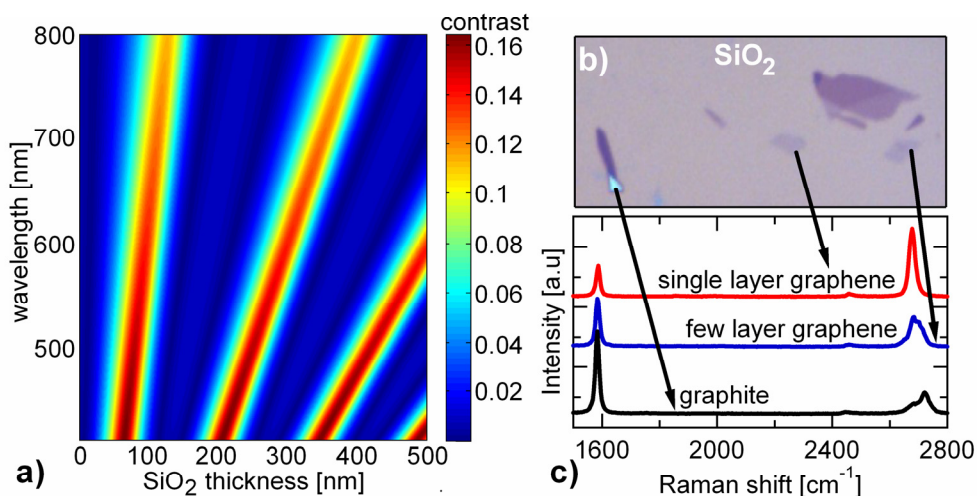 contrast
800
700
600
500
wavelength [nm]
0 100 200 300 400 500
SiO2 thickness [nm]
a)
0.16
0.14
0.12
0.1
0.08
0.06
0.04
0.02
b)
SiO2
single layer graphene
few layer graphene
graphite
Intensity [a.u]
1600 2000 2400 2800
c)
Raman shift [cm-1]